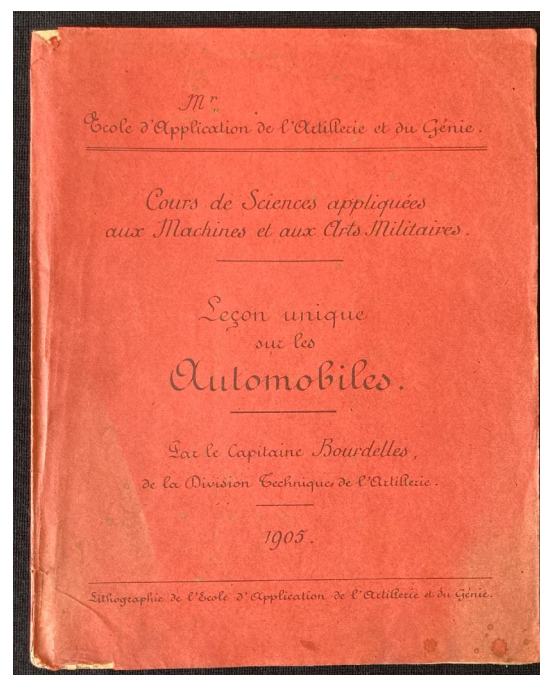 Mr
Ecole d'Application de l'Artillerie et du Génie.
Cours de Sciences appliquées
aux Machines et aux Arts Militaires.
Leçon unique
sur les
Automobiles.
Par le Capitaine Bourdelles,
de la Division Technique de l'Artillerie.
1905.
Lithographie de l'Ecole d'Application de l'Artillerie et du Génie.